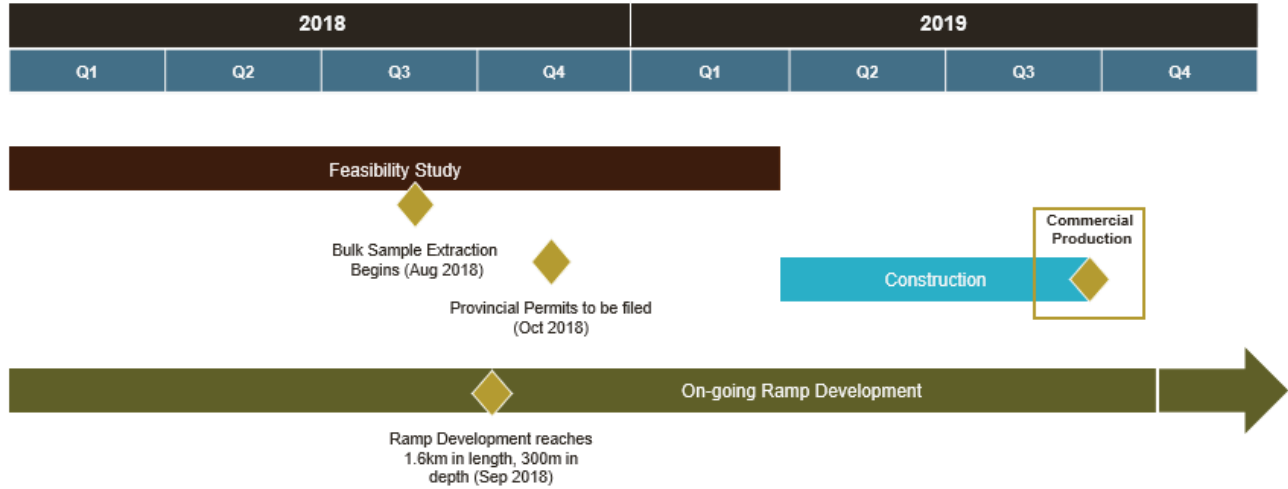 2018
2019
Q1
Q2
Q3
Q4
Q1
Q2
Q3
Q4
Feasibility Study
Bulk Sample Extraction
Begins (Aug 2018)
Provincial Permits to be filed
(Oct 2018)
Commercial
Production
Construction
On-going Ramp Development
Ramp Development reaches
1.6km in length, 300m in
depth (Sep 2018)